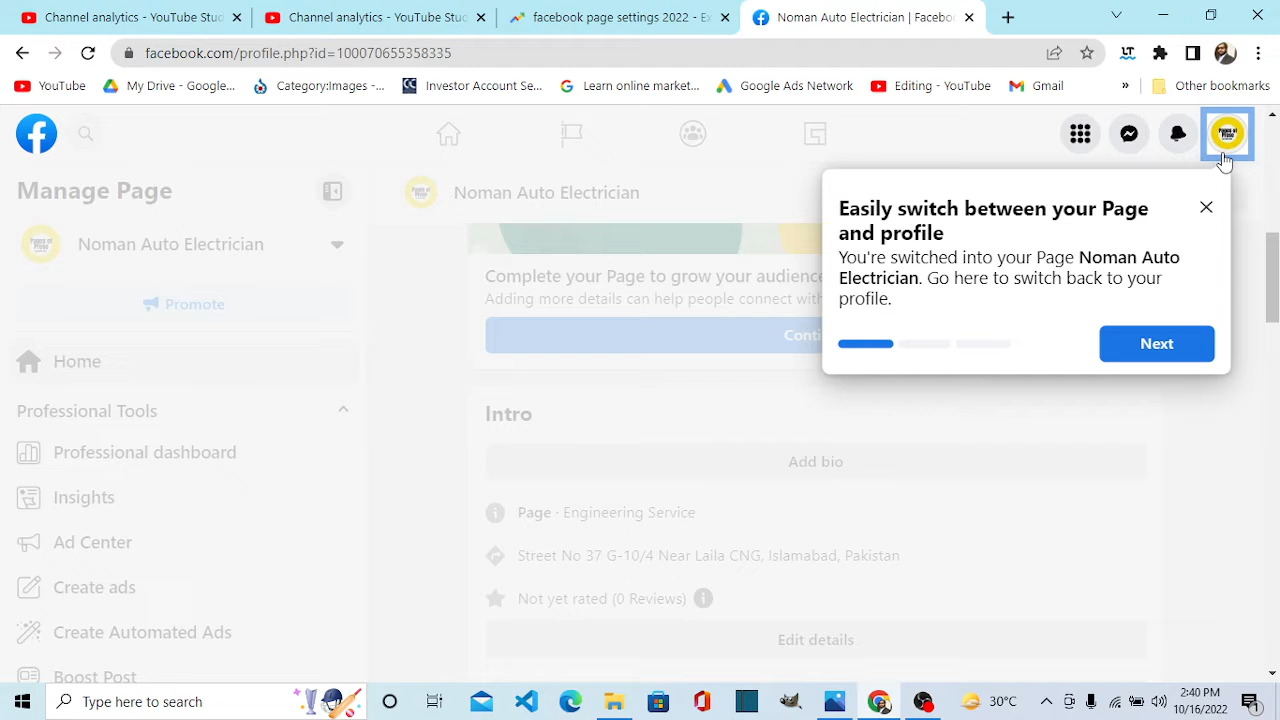 Channel analytics - YouTube Stud
Channel analytics - YouTube Stud
facebook page settings 2022 - Ex
Noman Auto Electrician | Facebo
facebook.com/profile.php?id=100070655358335
YouTube
My Drive - Google...
Category:Images -...
Investor Account Se...
Learn online market...
Google Ads Network
Editing - YouTube
Gmail
»
Other bookmarks
Manage Page
Noman Auto Electrician
Noman Auto Electrician
Promote
Home
Professional Tools
Professional dashboard
Insights
Ad Center
Create ads
Create Automated Ads
Boost Post
Complete your Page to grow your audience
Adding more details can help people connect with
Conti
Easily switch between your Page
and profile
You're switched into your Page Noman Auto
Electrician. Go here to switch back to your
profile.
Next
Intro
Add bio
Page · Engineering Service
Street No 37 G-10/4 Near Laila CNG, Islamabad, Pakistan
Not yet rated (0 Reviews)
Edit details
Type here to search
30°C
2:40 PM
10/16/2022